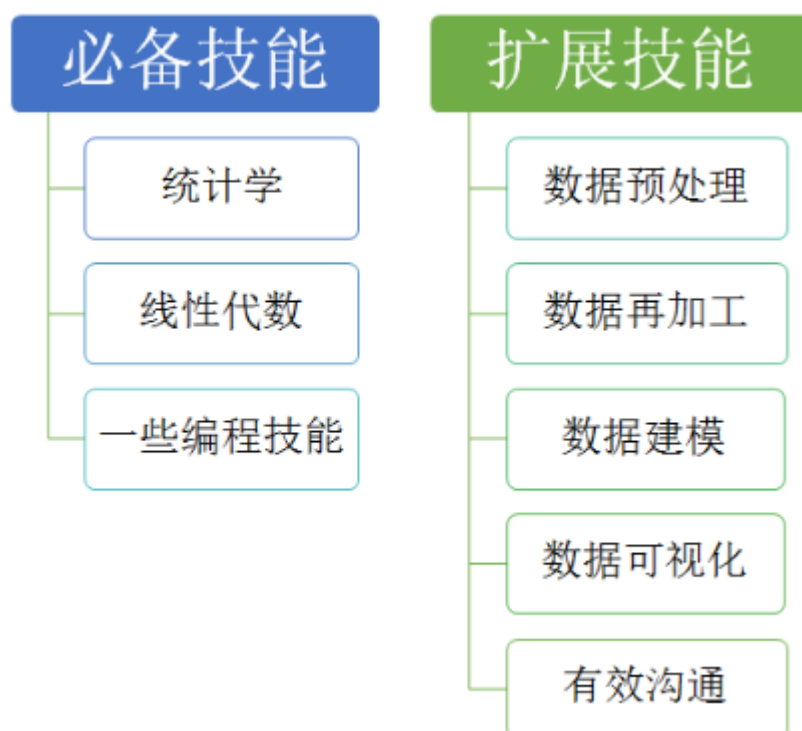 必备技能
统计学
线性代数
一些编程技能
扩展技能
数据预处理
数据再加工
数据建模
数据可视化
有效沟通